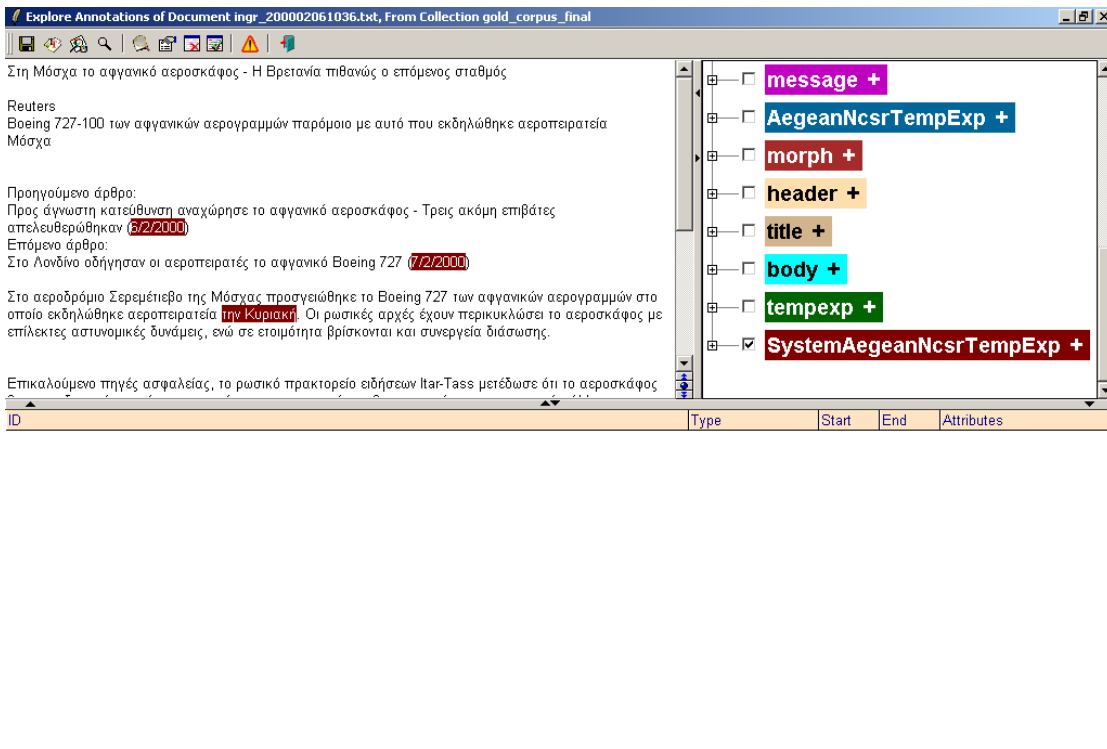 Explore Annotations of Document ingr_200002061036.txt, From Collection gold_corpus_final
Στη Μόσχα το αφγανικό αεροσκάφος - Η Βρετανία πιθανώς ο επόμενος σταθμός
Reuters
Boeing 727-100 των αφγανικών αερογραμμών παρόμοιο με αυτό που εκδηλώθηκε αεροπειρατεία
Μόσχα
Προηγούμενο άρθρο:
Προς άγνωστη κατεύθυνση αναχώρησε το αφγανικό αεροσκάφος - Τρεις ακόμη επιβάτες
απελευθερώθηκαν (6/2/2000)
Επόμενο άρθρο:
Στο Λονδίνο οδήγησαν οι αεροπειρατές το αφγανικό Boeing 727 (7/2/2000)
Στο αεροδρόμιο Σερεμέτιεβο της Μόσχας προσγειώθηκε το Boeing 727 των αφγανικών αερογραμμών στο
οποίο εκδηλώθηκε αεροπειρατεία την Κυριακή. Οι ρωσικές αρχές έχουν περικυκλώσει το αεροσκάφος με
επίλεκτες αστυνομικές δυνάμεις, ενώ σε ετοιμότητα βρίσκονται και συνεργεία διάσωσης.
Επικαλούμενο πηγές ασφαλείας, το ρωσικό πρακτορείο ειδήσεων Itar-Tass μετέδωσε ότι το αεροσκάφος
message +
AegeanNcsrTempExp +
morph +
header +
title +
body +
tempexp +
SystemAegeanNcsrTempExp +
ID Type Start End Attributes